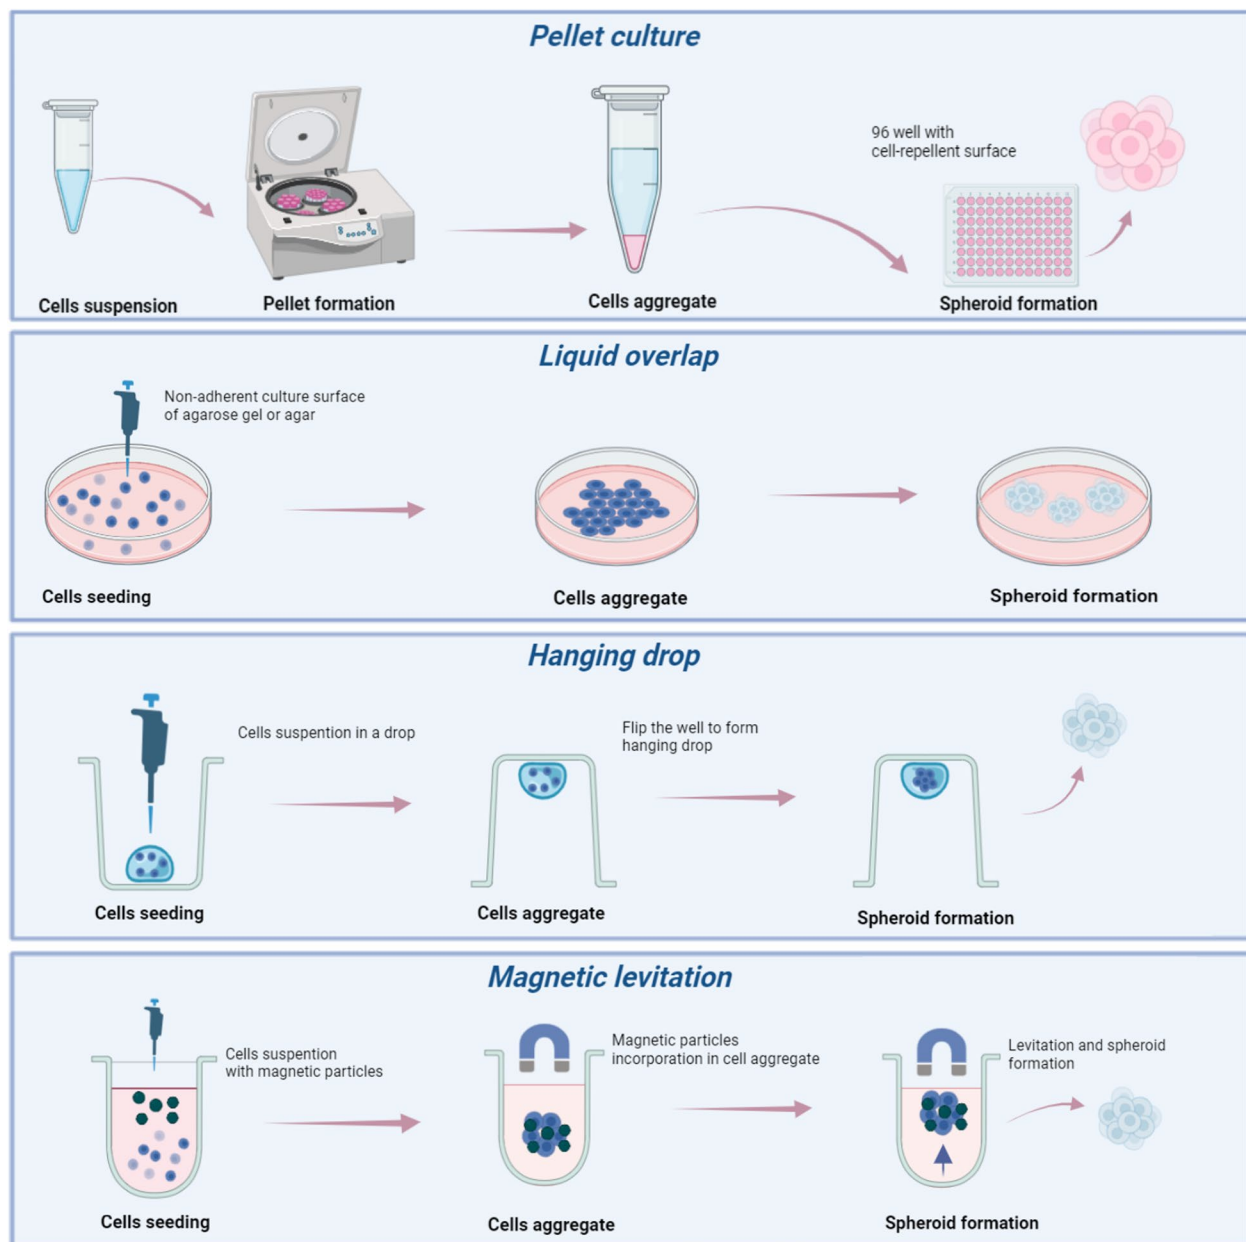 Pellet culture
96 well with
cell-repellent surface
Cells suspension
Pellet formation
Cells aggregate
Spheroid formation
Liquid overlap
Non-adherent culture surface
of agarose gel or agar
Cells seeding
Cells aggregate
Spheroid formation
Hanging drop
Cells suspention in a drop
Flip the well to form
hanging drop
Cells seeding
Cells aggregate
Spheroid formation
Magnetic levitation
Cells suspention
with magnetic particles
Magnetic particles
incorporation in cell aggregate
Levitation and spheroid
formation
Cells seeding
Cells aggregate
Spheroid formation